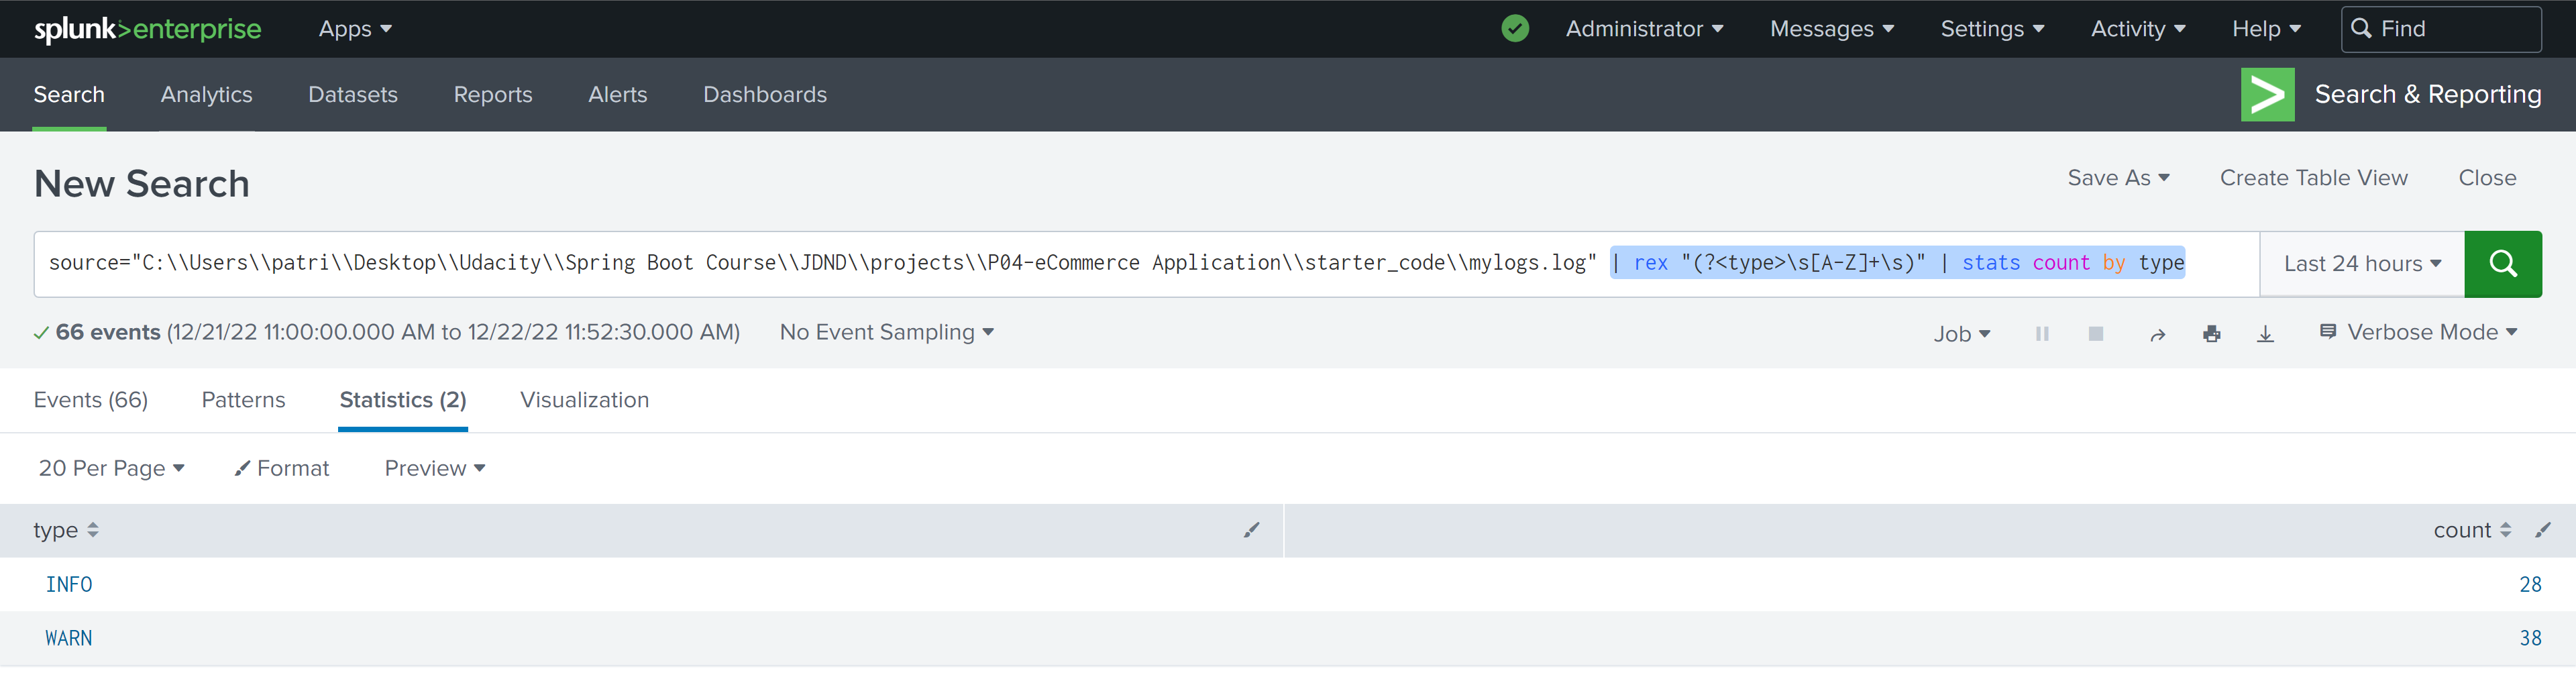 splunk>enterprise Apps Administrator Messages Settings Activity Help Find
Search Analytics Datasets Reports Alerts Dashboards Search & Reporting
New Search Save As Create Table View Close
source="C:\\Users\\patri\\Desktop\\Udacity\\Spring Boot Course\\JDND\\projects\\P04-eCommerce Application\\starter_code\\mylogs.log" | rex "(?<type>\s[A-Z]+\s)" | stats count by type Last 24 hours
66 events (12/21/22 11:00:00.000 AM to 12/22/22 11:52:30.000 AM) No Event Sampling Job Verbose Mode
Events (66) Patterns Statistics (2) Visualization
20 Per Page Format Preview
type count
INFO 28
WARN 38